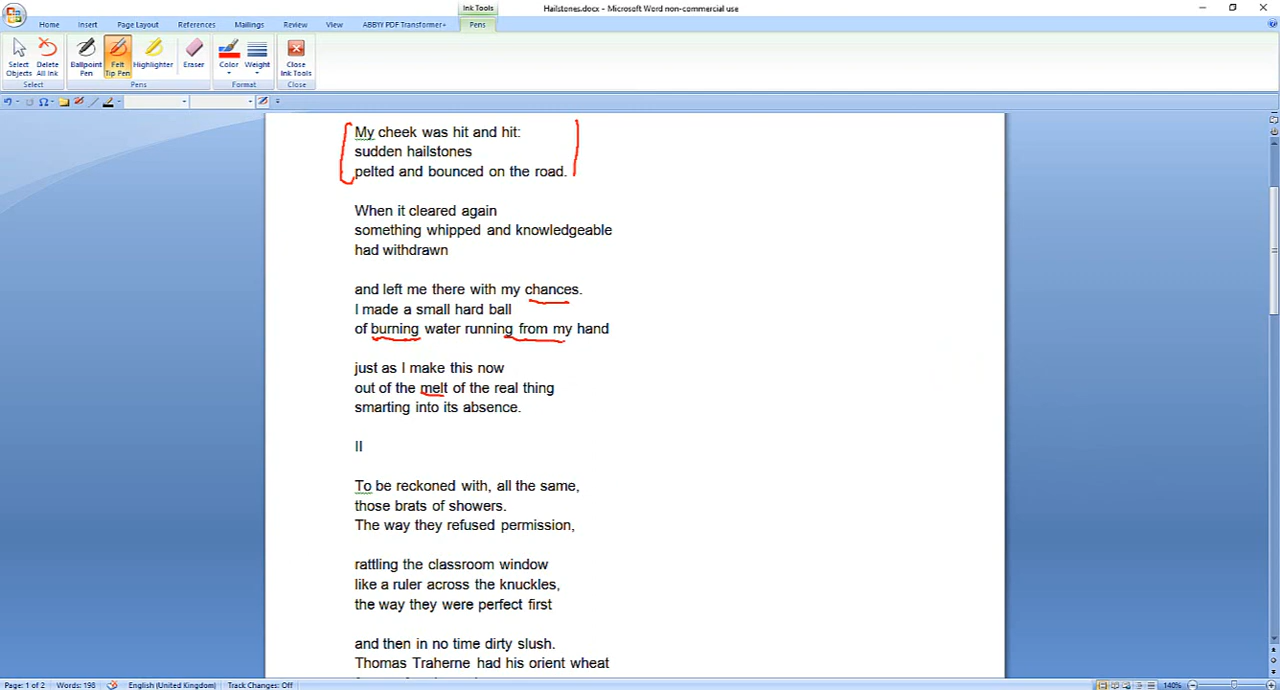 Ink Tools
Hailstones.docx - Microsoft Word non-commercial use
Home Insert Page Layout References Mailings Review View ABBYY PDF Transformer+ Pens
Select Objects
Delete All Ink
Ballpoint Pen
Felt Tip Pen
Highlighter
Eraser
Color
Weight
Close Ink Tools
Select Pens Format Close
My cheek was hit and hit:
sudden hailstones
pelted and bounced on the road.
When it cleared again
something whipped and knowledgeable
had withdrawn
and left me there with my chances.
I made a small hard ball
of burning water running from my hand
just as I make this now
out of the melt of the real thing
smarting into its absence.
II
To be reckoned with, all the same,
those brats of showers.
The way they refused permission,
rattling the classroom window
like a ruler across the knuckles,
the way they were perfect first
and then in no time dirty slush.
Thomas Traherne had his orient wheat
Page: 1 of 2 Words: 198 English (United Kingdom) Track Changes: Off 140%